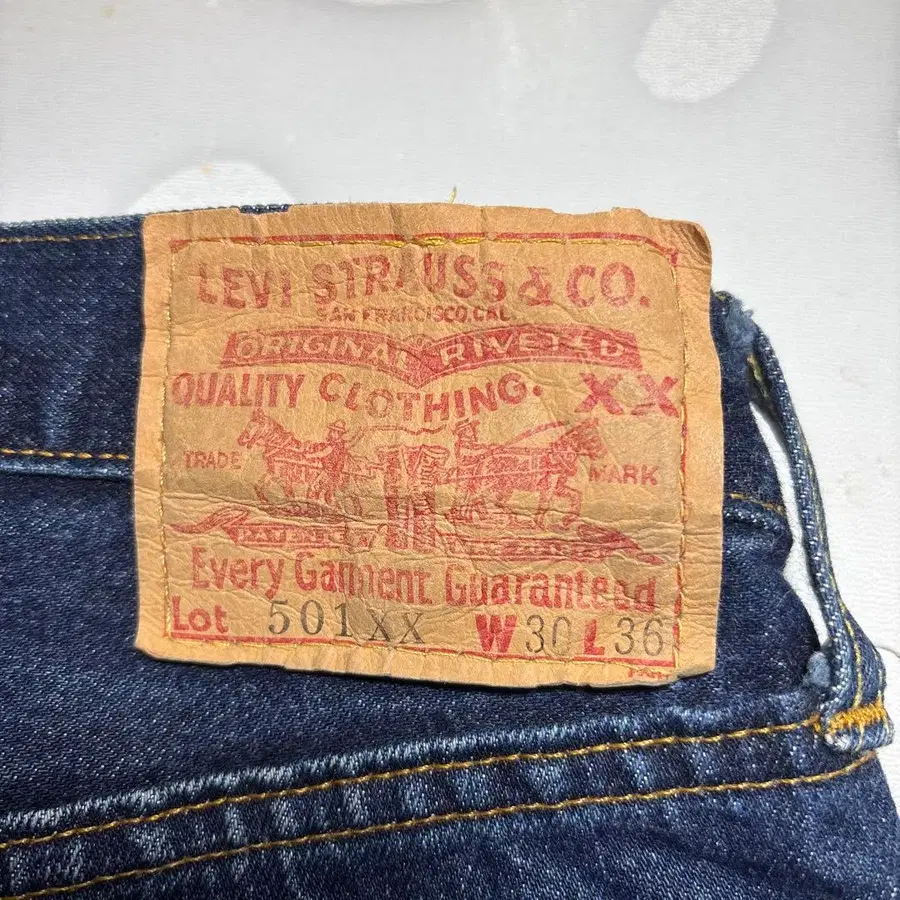 LEVI STRAUSS & CO.
SAN FRANCISCO, CAL.
ORIGINAL RIVETED
QUALITY CLOTHING. XX
TRADE MARK
Every Garment Guaranteed
Lot 501XX W30 L36